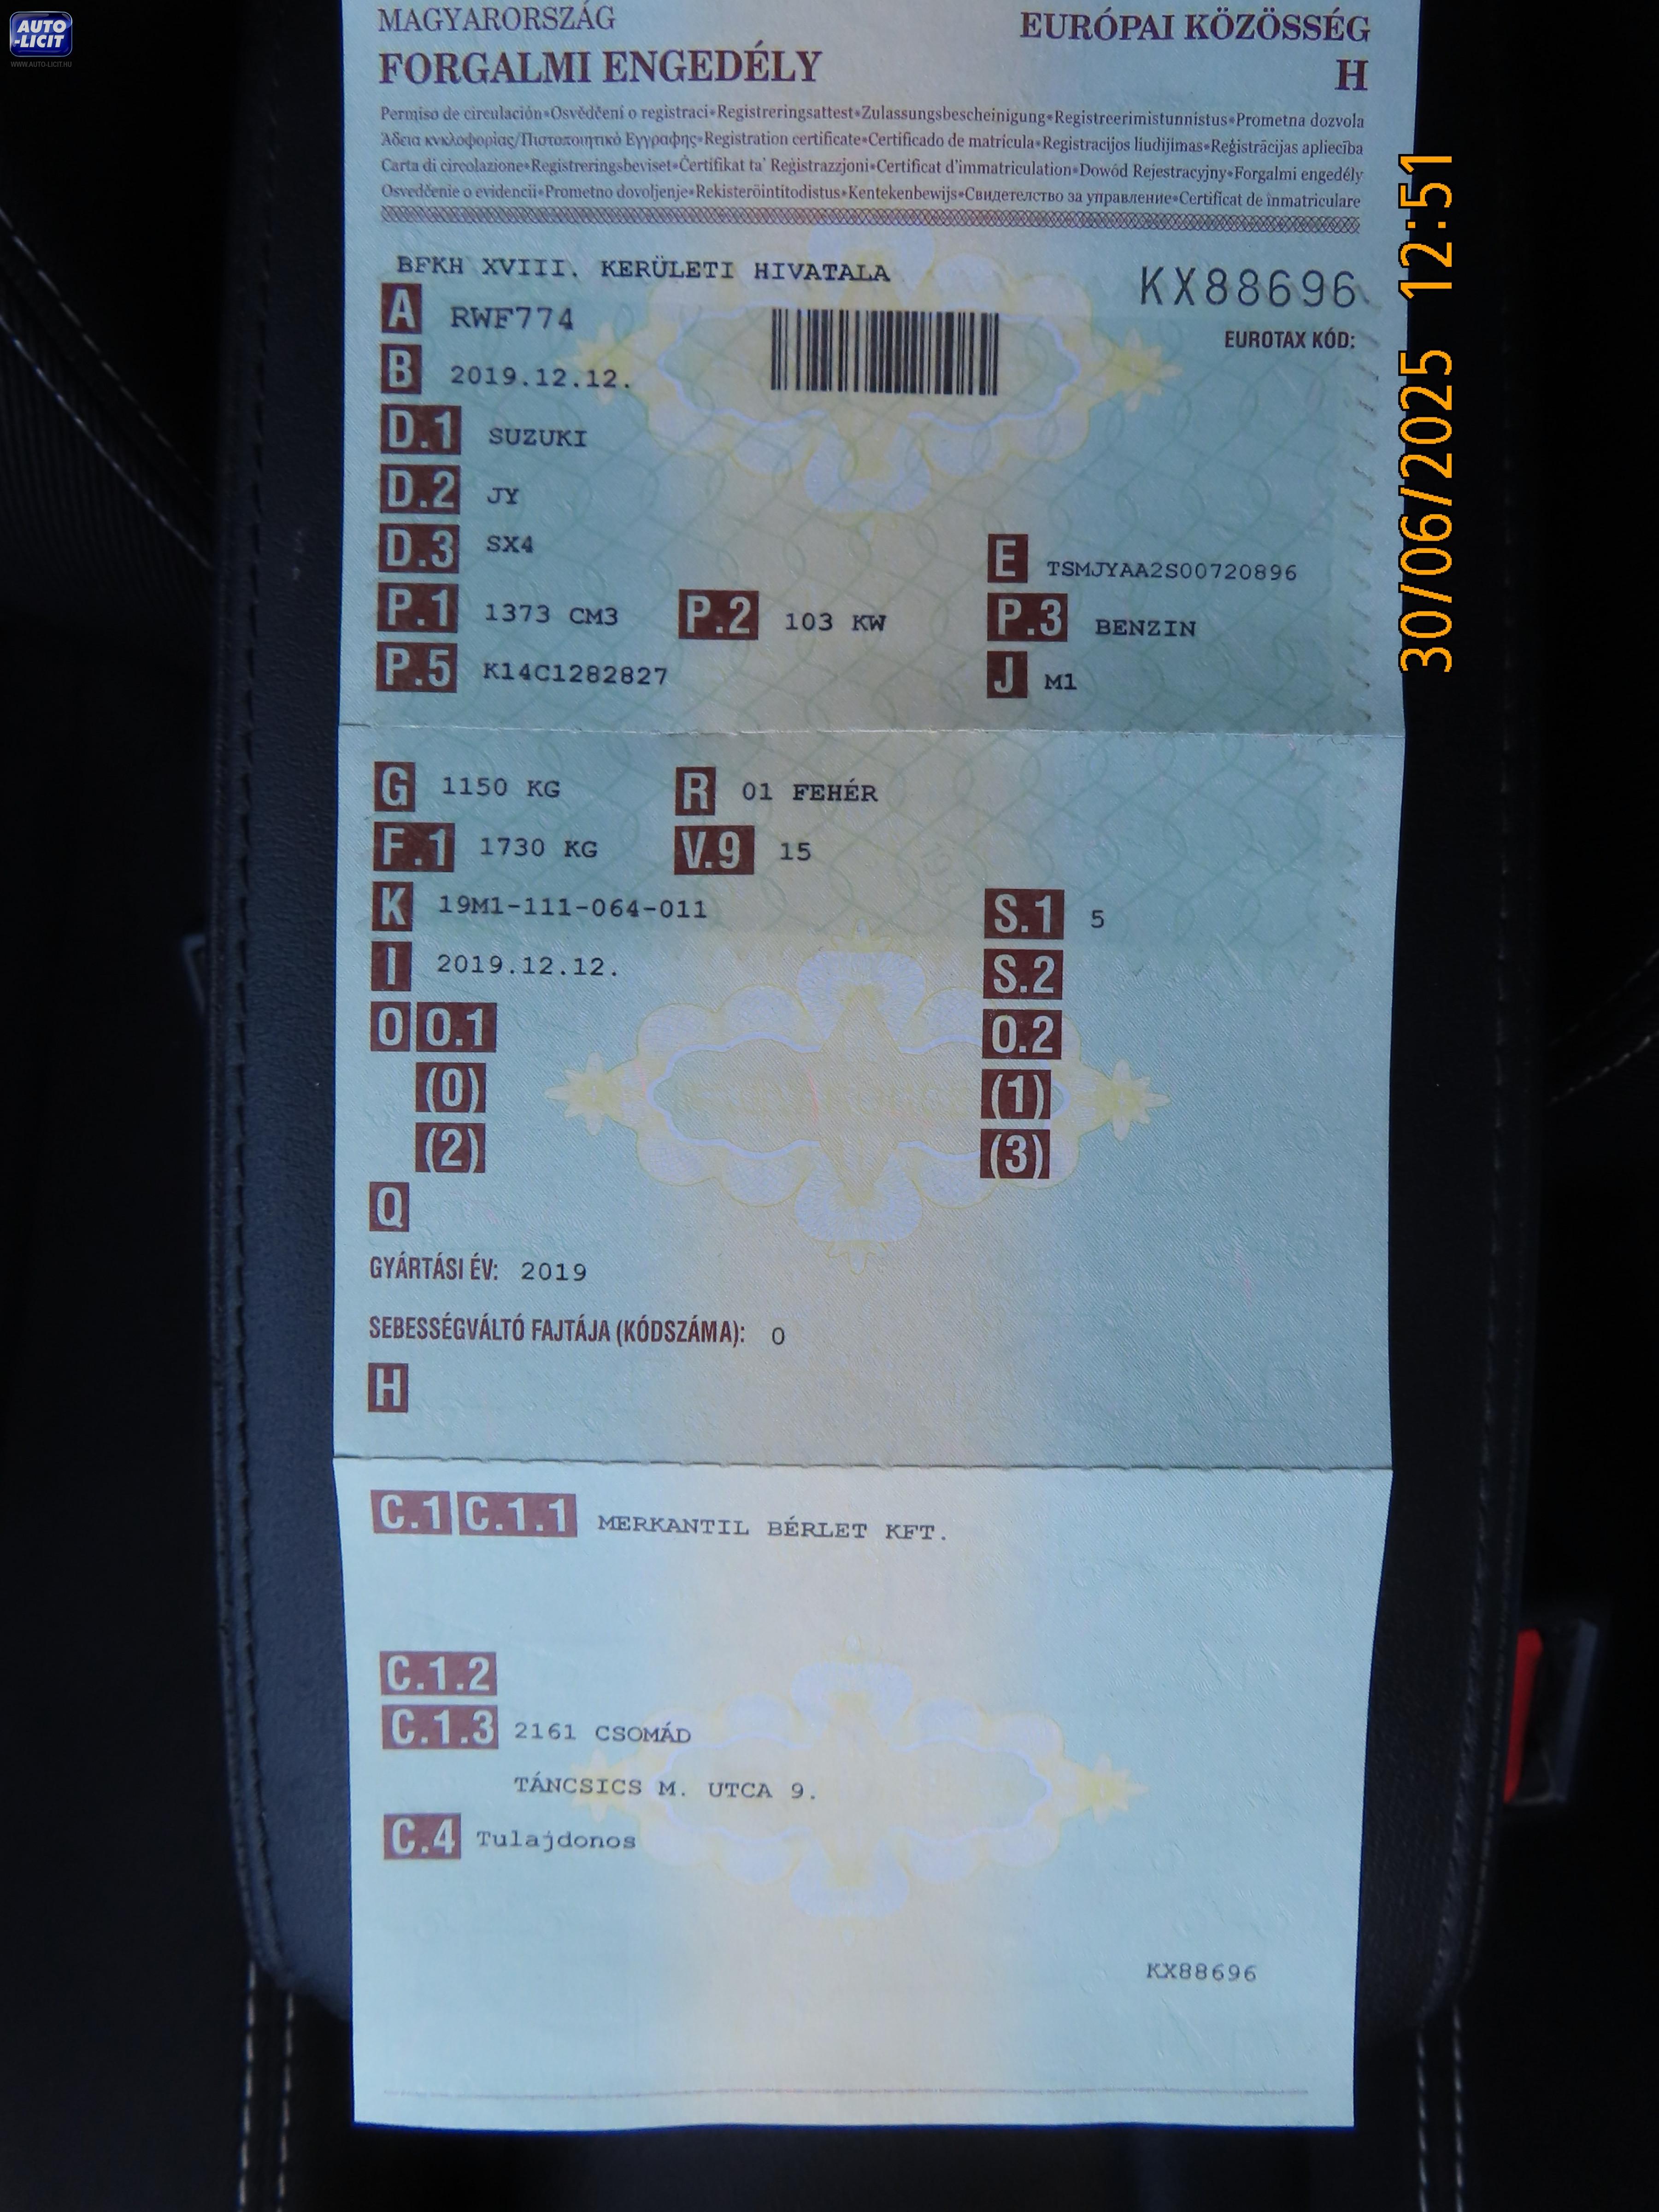 AUTO
-LICIT
WWW.AUTO-LICIT.HU
MAGYARORSZÁG EURÓPAI KÖZÖSSÉG
FORGALMI ENGEDÉLY H
Permiso de circulación•Osvědčení o registraci•Registreringsattest•Zulassungsbescheinigung•Registreerimistunnistus•Prometna dozvola
Άδεια κυκλοφορίας/Πιστοποιητικό Εγγραφης•Registration certificate•Certificado de matrícula•Registracijos liudijimas•Reģistrācijas apliecība
Carta di circolazione•Registreringsbeviset•Ċertifikat ta' Reġistrazzjoni•Certificat d'immatriculation•Dowód Rejestracyjny•Forgalmi engedély
Osvedčenie o evidencii•Prometno dovoljenje•Rekisteröintitodistus•Kentekenbewijs•Свидетелство за управление•Certificat de înmatriculare
BFKH XVIII. KERÜLETI HIVATALA KX88696
A RWF774 EUROTAX KÓD:
B 2019.12.12.
D.1 SUZUKI
D.2 JY
D.3 SX4 E TSMJYAA2S00720896
P.1 1373 CM3 P.2 103 KW P.3 BENZIN
P.5 K14C1282827 J M1
G 1150 KG R 01 FEHÉR
F.1 1730 KG V.9 15
K 19M1-111-064-011 S.1 5
I 2019.12.12. S.2
O O.1 O.2
(0) (1)
(2) (3)
Q
GYÁRTÁSI ÉV: 2019
SEBESSÉGVÁLTÓ FAJTÁJA (KÓDSZÁMA): 0
H
C.1 C.1.1 MERKANTIL BÉRLET KFT.
C.1.2
C.1.3 2161 CSOMÁD
TÁNCSICS M. UTCA 9.
C.4 Tulajdonos
KX88696
30/06/2025 12:51